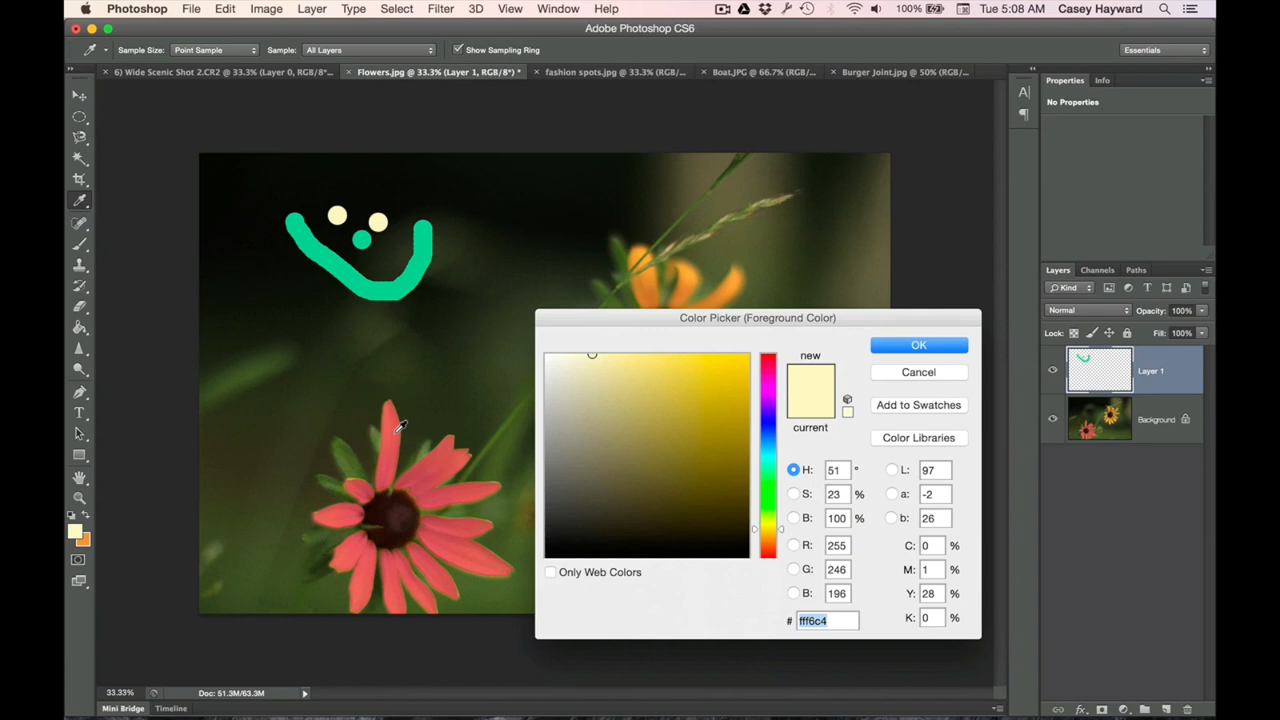 Photoshop File Edit Image Layer Type Select Filter 3D View Window Help 100% Tue 5:08 AM Casey Hayward
Adobe Photoshop CS6
Sample Size: Point Sample Sample: All Layers Show Sampling Ring Essentials
6) Wide Scenic Shot 2.CR2 @ 33.3% (Layer 0, RGB/8*... Flowers.jpg @ 33.3% (Layer 1, RGB/8*) * fashion spots.jpg @ 33.3% (RGB/... Boat.JPG @ 66.7% (RGB/... Burger Joint.jpg @ 50% (RGB/...
Properties Info
No Properties
Layers Channels Paths
Kind
Normal Opacity: 100%
Lock: Fill: 100%
Layer 1
Background
Color Picker (Foreground Color)
new
current
OK
Cancel
Add to Swatches
Color Libraries
H: 51 ° L: 97
S: 23 % a: -2
B: 100 % b: 26
R: 255 C: 0 %
G: 246 M: 1 %
B: 196 Y: 28 %
# fff6c4 K: 0 %
Only Web Colors
33.33% Doc: 51.3M/63.3M
Mini Bridge Timeline